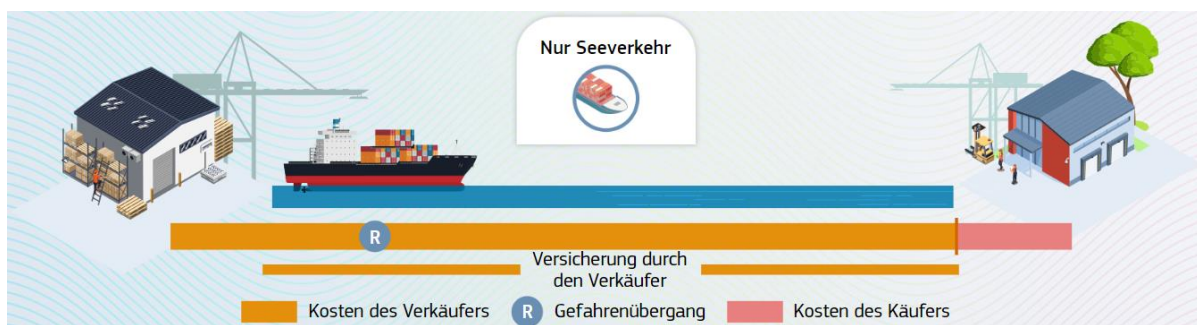 Nur Seeverkehr
R
Versicherung durch
den Verkäufer
Kosten des Verkäufers R Gefahrenübergang Kosten des Käufers